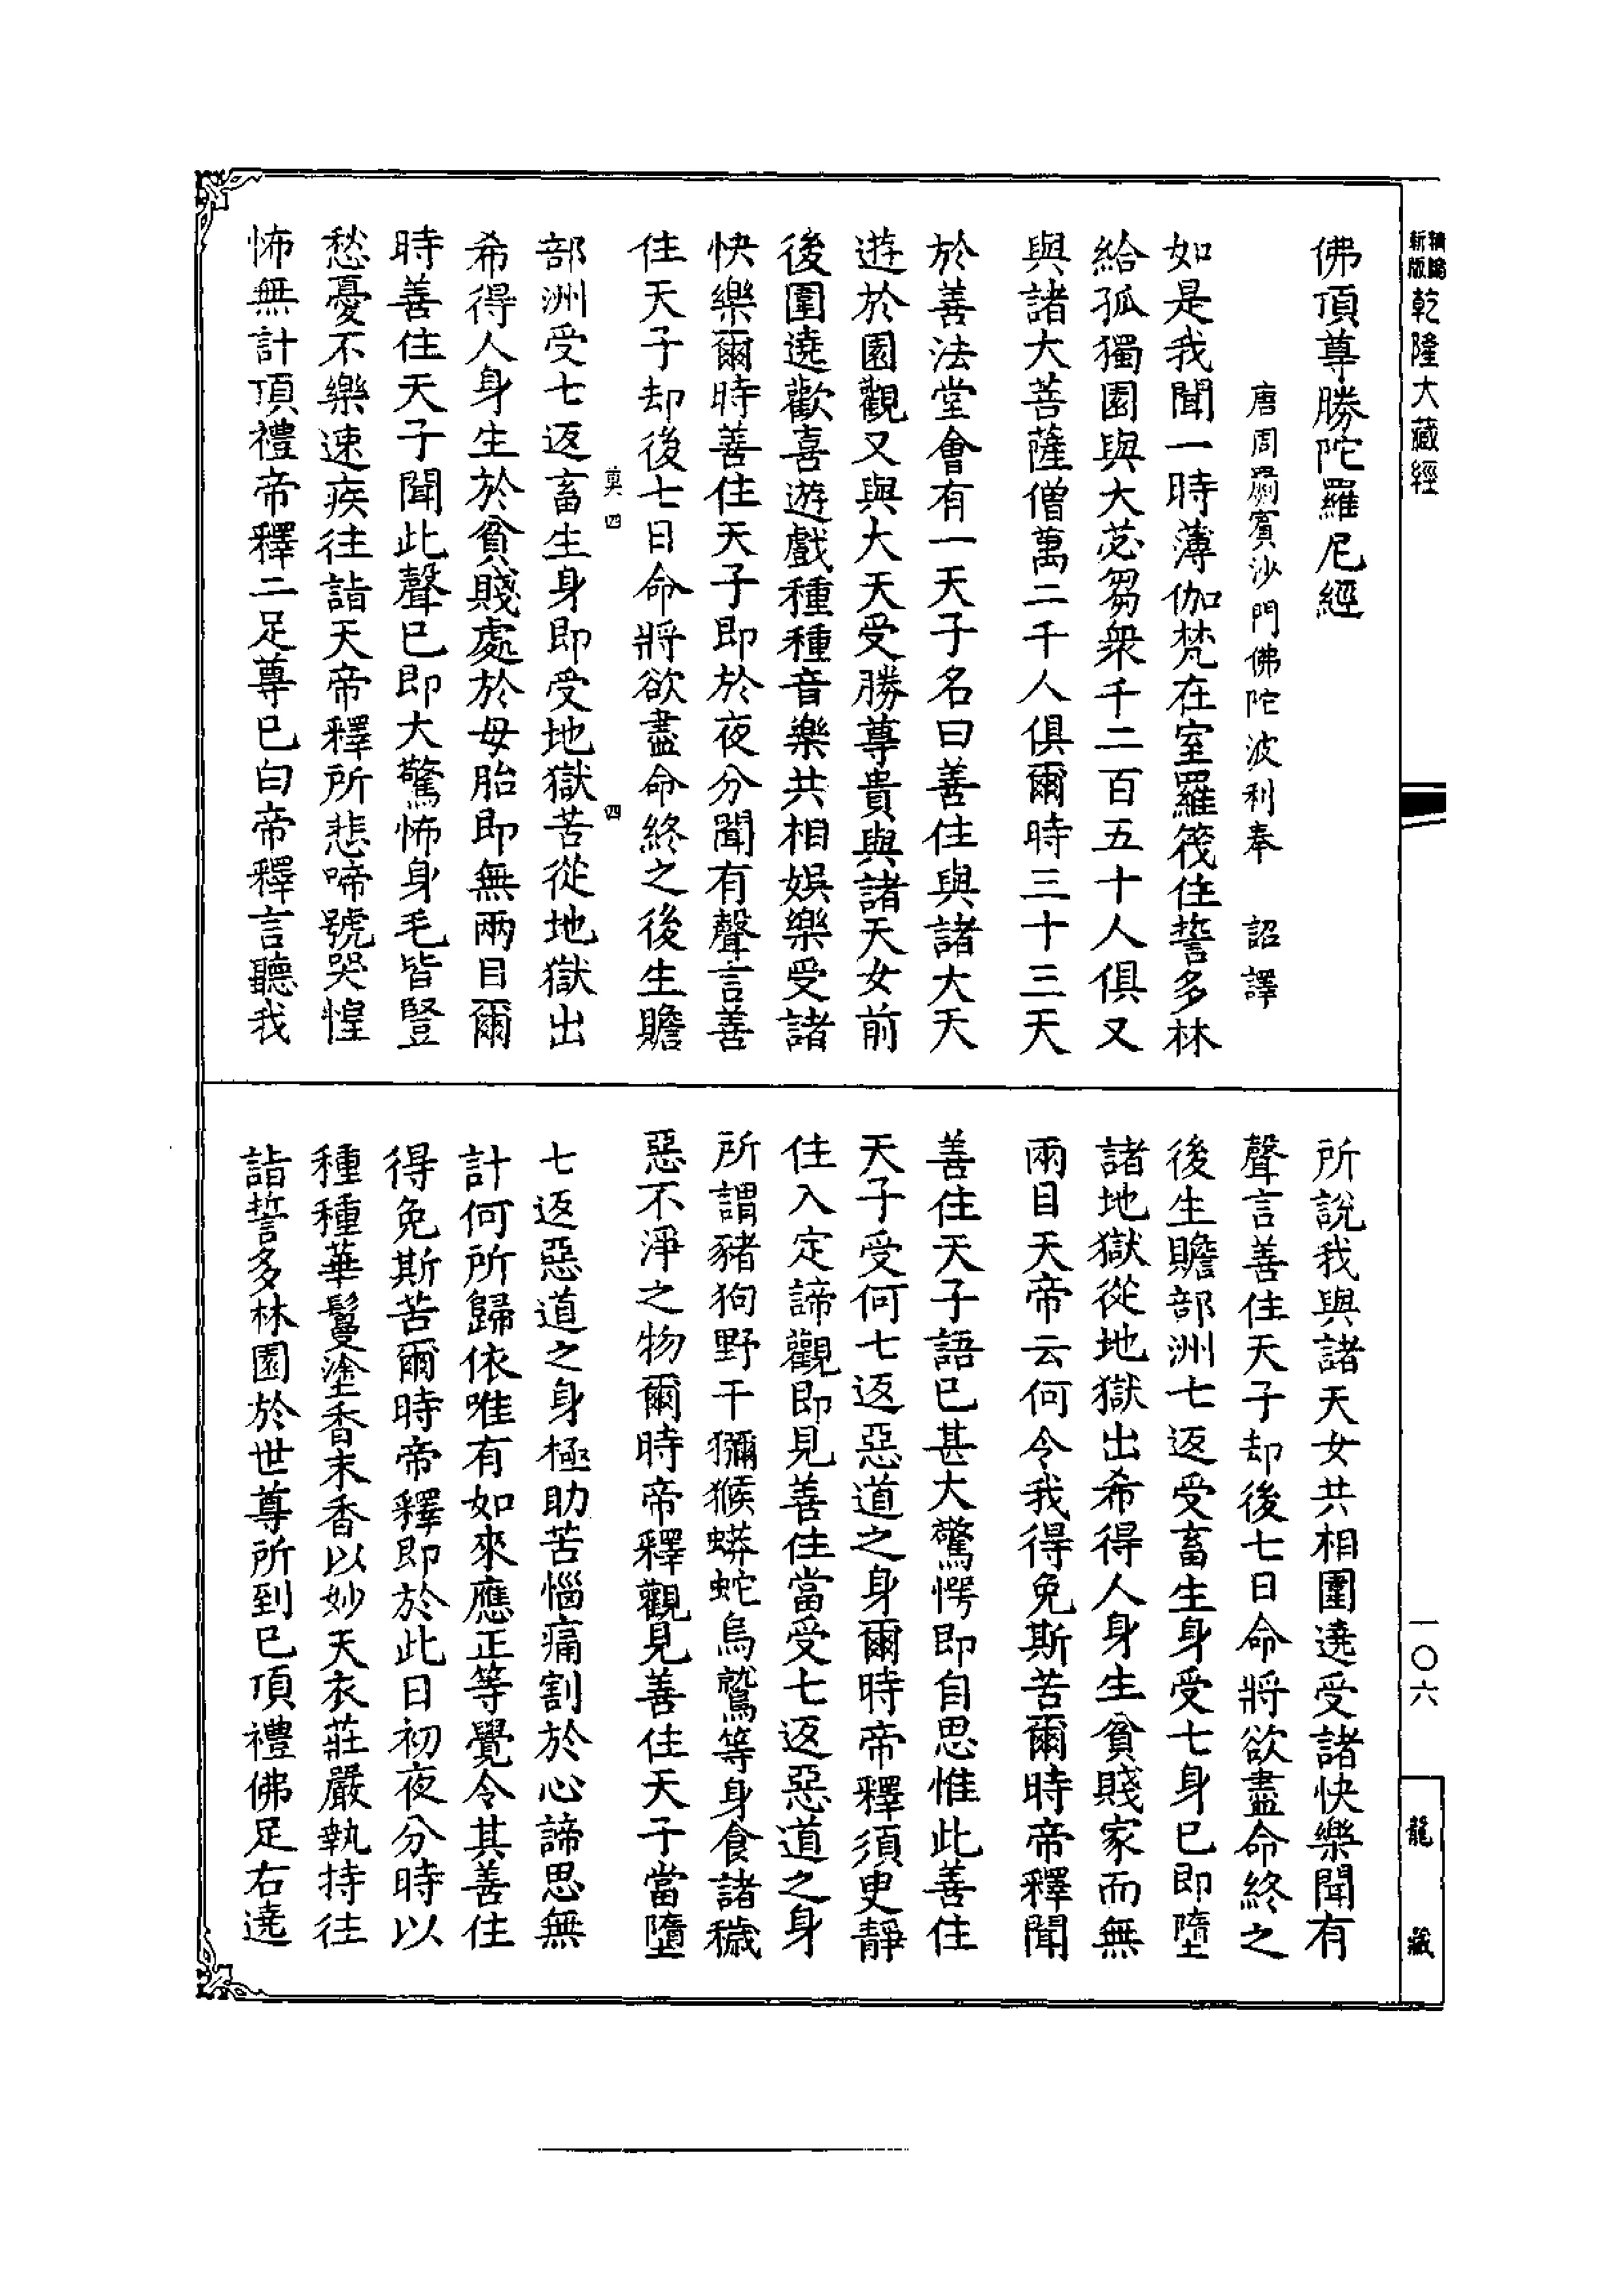 新版
精縮
乾隆大藏經
一〇六
龍藏
佛頂尊勝陀羅尼經
唐罽賓沙門佛陀波利奉 詔譯
如是我聞一時薄伽梵在室羅筏住誓多林
給孤獨園與大苾芻衆千二百五十人俱又
與諸大菩薩僧萬二千人俱爾時三十三天
於善法堂會有一天子名曰善住與諸大天
遊於園觀又與大天受勝尊貴與諸天女前
後圍遶歡喜遊戲種種音樂共相娛樂受諸
快樂爾時善住天子即於夜分聞有聲言善
住天子却後七日命將欲盡命終之後生贍
四
四
部洲受七返畜生身即受地獄苦從地獄出
希得人身生於貧賤處於母胎即無兩目爾
時善住天子聞此聲已即大驚怖身毛皆豎
愁憂不樂速疾往詣天帝釋所悲啼號哭惶
怖無計頂禮帝釋二足尊已白帝釋言聽我
所說我與諸天女共相圍遶受諸快樂聞有
聲言善住天子却後七日命將欲盡命終之
後生贍部洲七返受畜生身受七身已即墮
諸地獄從地獄出希得人身生貧賤家而無
兩目天帝云何令我得免斯苦爾時帝釋聞
善住天子語已甚大驚愕即自思惟此善住
天子受何七返惡道之身爾時帝釋須臾靜
住入定諦觀即見善住當受七返惡道之身
所謂豬狗野干獼猴蟒蛇烏鷲等身食諸穢
惡不淨之物爾時帝釋觀見善住天子當墮
七返惡道之身極助苦惱痛割於心諦思無
計何所歸依唯有如來應正等覺令其善住
得免斯苦爾時帝釋即於此日初夜分時以
種種華鬘塗香末香以妙天衣莊嚴執持往
詣誓多林園於世尊所到已頂禮佛足右遶